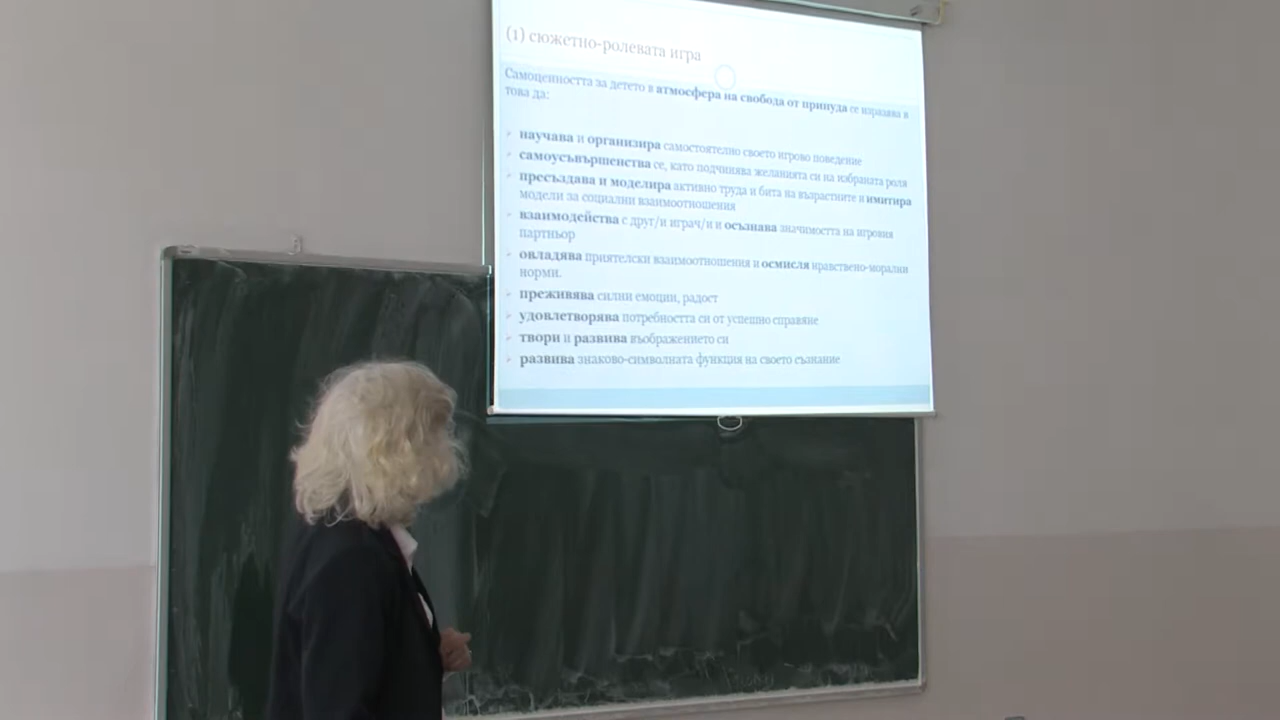 (1) сюжетно-ролевата игра
Самоценността за детето в атмосфера на свобода от принуда се изразява в
това да:
научава и организира самостоятелно своето игрово поведение
самоусъвършенства се, като подчинява желанията си на избраната роля
пресъздава и моделира активно труда и бита на възрастните и имитира
модели за социални взаимоотношения
взаимодейства с друг/и играч/и и осъзнава значимостта на игровия
партньор
овладява приятелски взаимоотношения и осмисля нравствено-морални
норми.
преживява силни емоции, радост
удовлетворява потребността си от успешно справяне
твори и развива въображението си
развива знаково-символната функция на своето съзнание